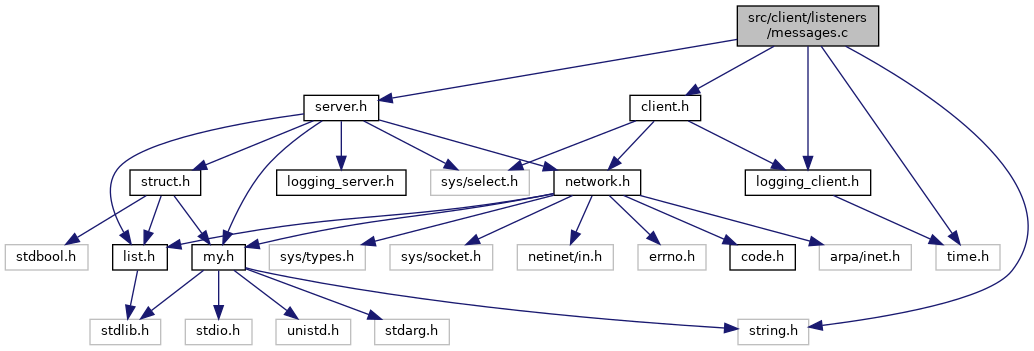 src/client/listeners
/messages.c
server.h
client.h
struct.h
logging_server.h
sys/select.h
network.h
logging_client.h
stdbool.h
list.h
my.h
sys/types.h
sys/socket.h
netinet/in.h
errno.h
code.h
arpa/inet.h
time.h
stdlib.h
stdio.h
unistd.h
stdarg.h
string.h